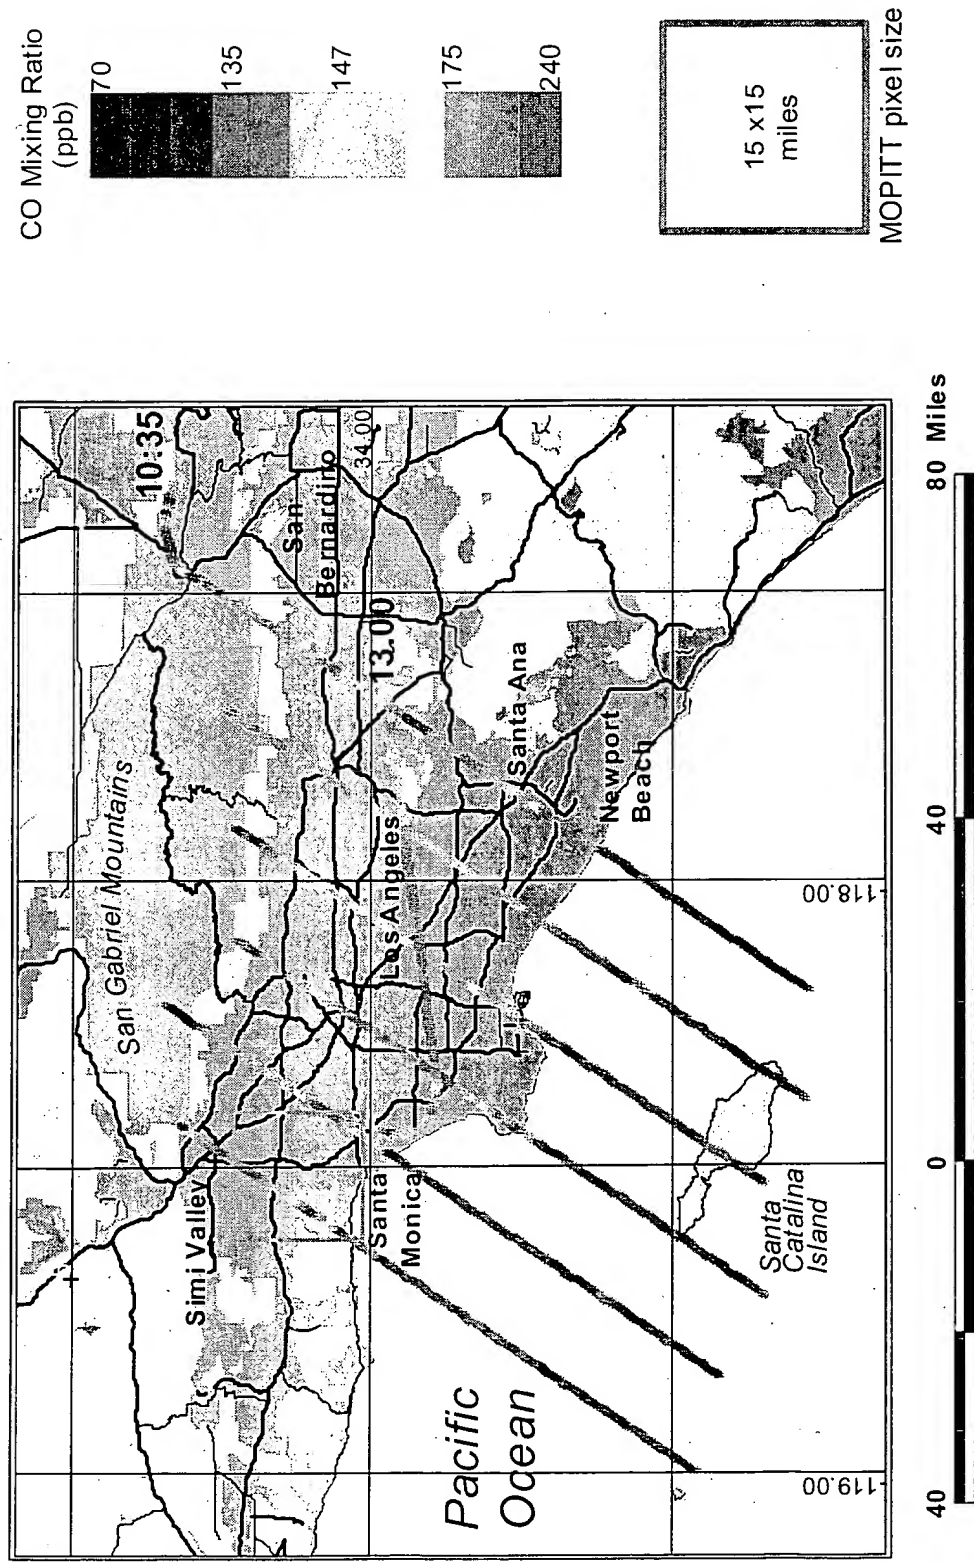 CO Mixing Ratio
(ppb)
70
135
147
175
240
15 x15
miles
MOPITT pixel size
San Gabriel Mountains
10:35
Simi Valley
San
Bernardino
34.00
13.00
Los Angeles
Santa
Monica
Santa Ana
Newport
Beach
Pacific
Ocean
Santa
Catalina
Island
-119.00
-118.00
40
0
40
80 Miles